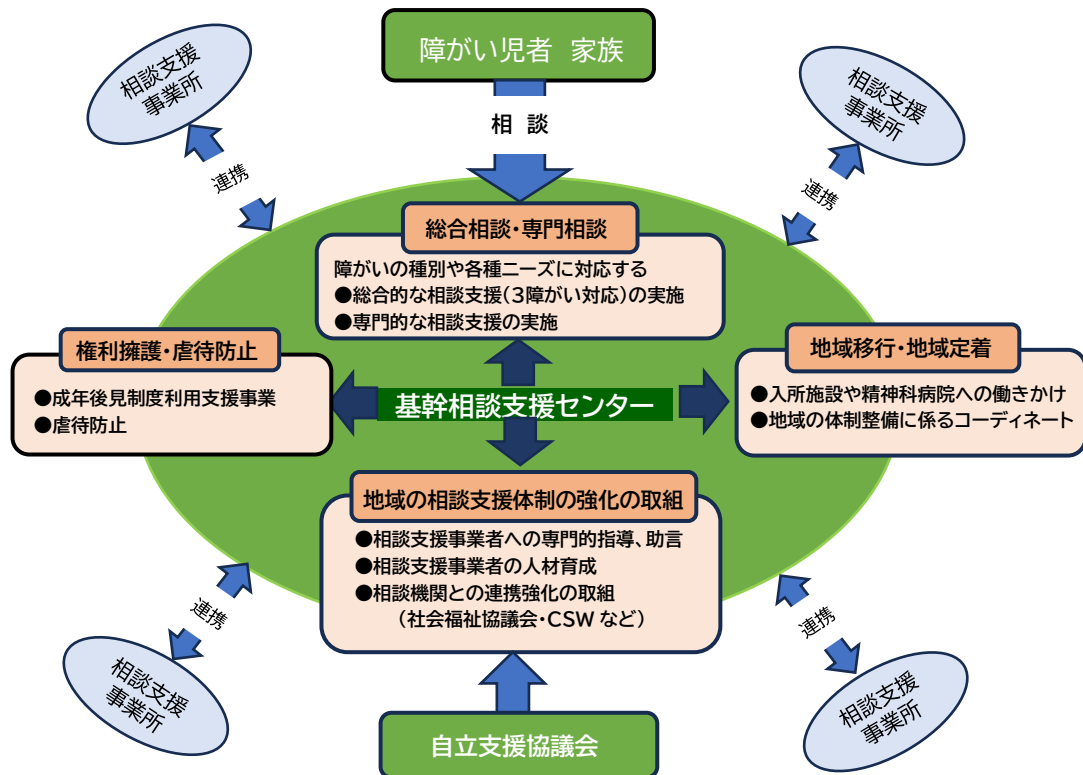 障がい児者 家族
相談支援
事業所
相談支援
事業所
相 談
連携
連携
総合相談・専門相談
障がいの種別や各種ニーズに対応する
●総合的な相談支援(3障がい対応)の実施
●専門的な相談支援の実施
権利擁護・虐待防止
●成年後見制度利用支援事業
●虐待防止
基幹相談支援センター
地域移行・地域定着
●入所施設や精神科病院への働きかけ
●地域の体制整備に係るコーディネート
地域の相談支援体制の強化の取組
●相談支援事業者への専門的指導、助言
●相談支援事業者の人材育成
●相談機関との連携強化の取組
(社会福祉協議会・CSW など)
連携
連携
相談支援
事業所
相談支援
事業所
自立支援協議会